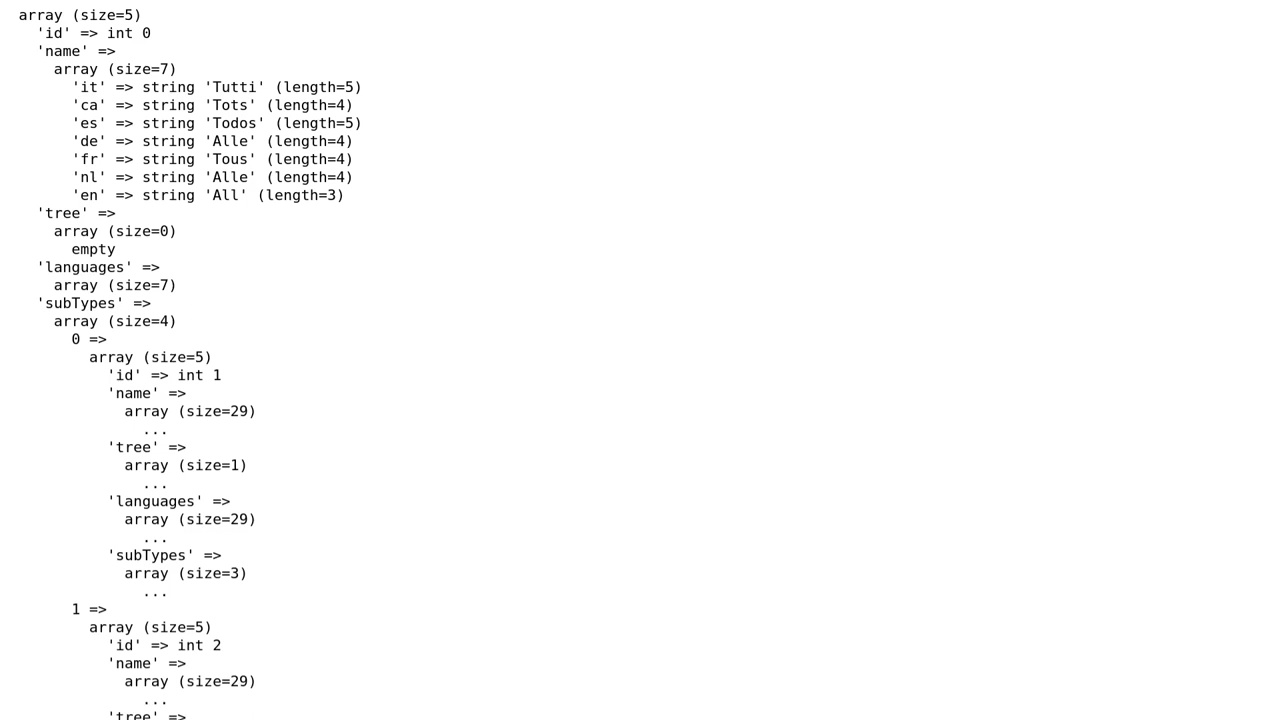 array (size=5)
'id' => int 0
'name' =>
array (size=7)
'it' => string 'Tutti' (length=5)
'ca' => string 'Tots' (length=4)
'es' => string 'Todos' (length=5)
'de' => string 'Alle' (length=4)
'fr' => string 'Tous' (length=4)
'nl' => string 'Alle' (length=4)
'en' => string 'All' (length=3)
'tree' =>
array (size=0)
empty
'languages' =>
array (size=7)
'subTypes' =>
array (size=4)
0 =>
array (size=5)
'id' => int 1
'name' =>
array (size=29)
...
'tree' =>
array (size=1)
...
'languages' =>
array (size=29)
...
'subTypes' =>
array (size=3)
...
1 =>
array (size=5)
'id' => int 2
'name' =>
array (size=29)
...
'tree' =>